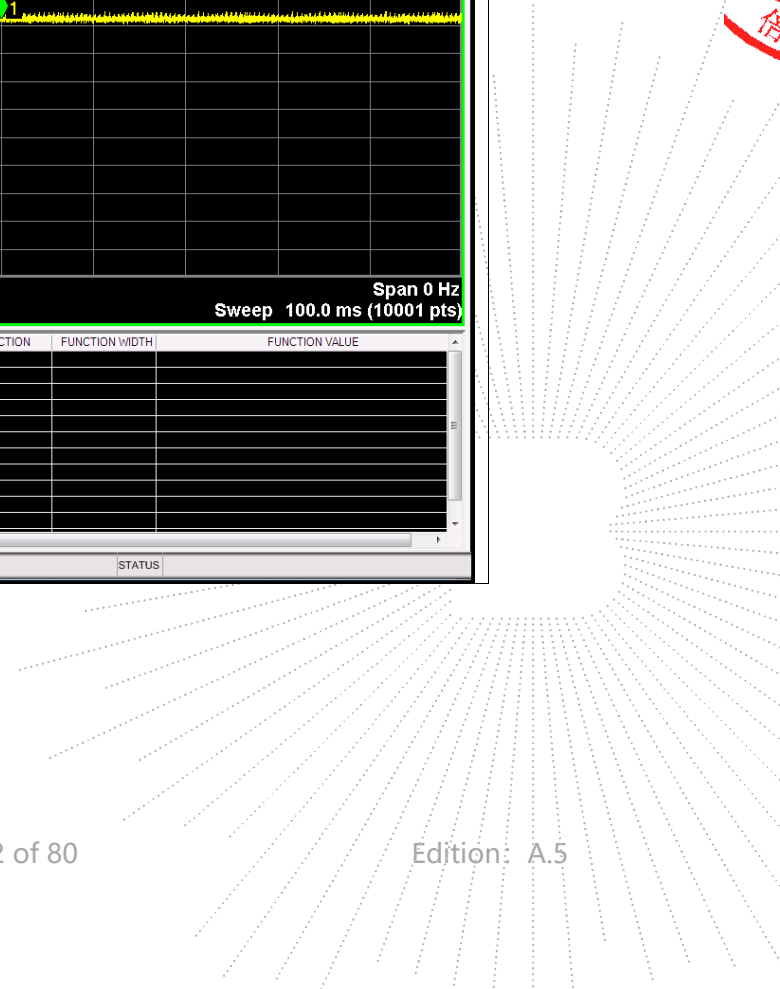 1
倍
Span 0 Hz
Sweep 100.0 ms (10001 pts)
CTION FUNCTION WIDTH FUNCTION VALUE
STATUS
2 of 80 Edition: A.5